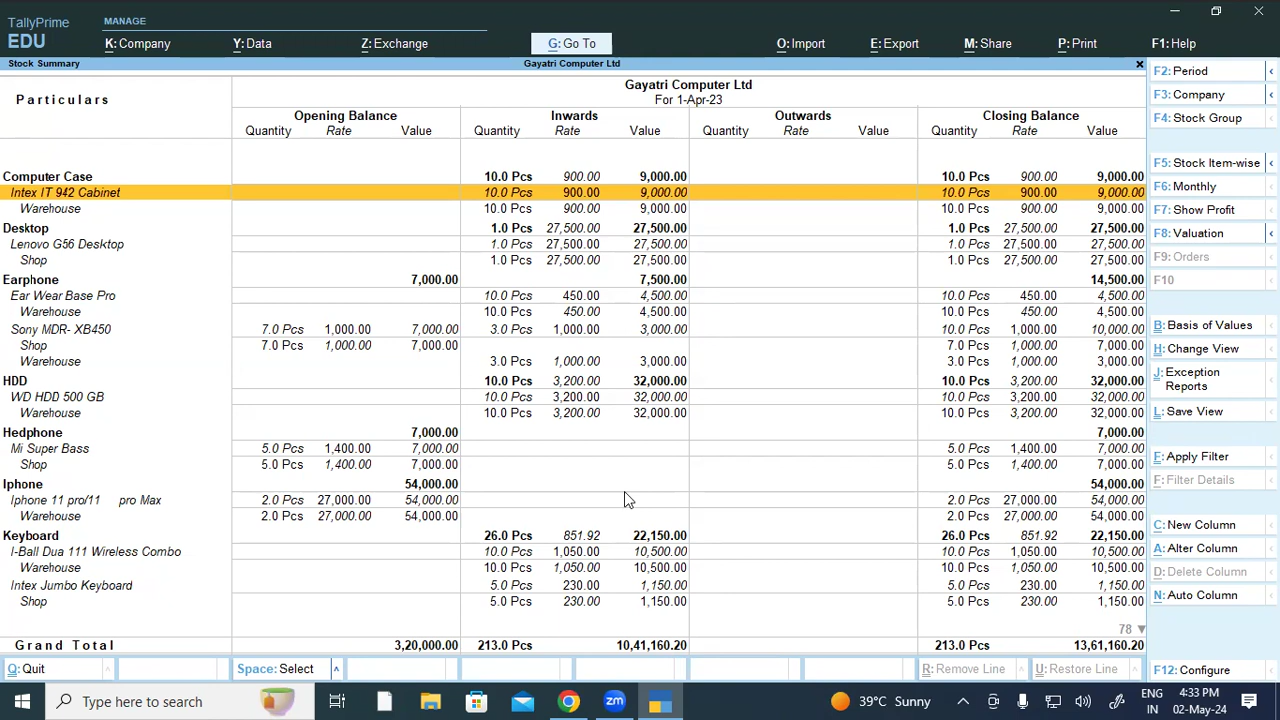 TallyPrime MANAGE
EDU K: Company Y: Data Z: Exchange G: Go To O: Import E: Export M: Share P: Print F1: Help
Stock Summary Gayatri Computer Ltd ×
Particulars Gayatri Computer Ltd
For 1-Apr-23
Opening Balance Inwards Outwards Closing Balance
Quantity Rate Value Quantity Rate Value Quantity Rate Value Quantity Rate Value
Computer Case 10.0 Pcs 900.00 9,000.00 10.0 Pcs 900.00 9,000.00
Intex IT 942 Cabinet 10.0 Pcs 900.00 9,000.00 10.0 Pcs 900.00 9,000.00
Warehouse 10.0 Pcs 900.00 9,000.00 10.0 Pcs 900.00 9,000.00
Desktop 1.0 Pcs 27,500.00 27,500.00 1.0 Pcs 27,500.00 27,500.00
Lenovo G56 Desktop 1.0 Pcs 27,500.00 27,500.00 1.0 Pcs 27,500.00 27,500.00
Shop 1.0 Pcs 27,500.00 27,500.00 1.0 Pcs 27,500.00 27,500.00
Earphone 7,000.00 7,500.00 14,500.00
Ear Wear Base Pro 10.0 Pcs 450.00 4,500.00 10.0 Pcs 450.00 4,500.00
Warehouse 10.0 Pcs 450.00 4,500.00 10.0 Pcs 450.00 4,500.00
Sony MDR- XB450 7.0 Pcs 1,000.00 7,000.00 3.0 Pcs 1,000.00 3,000.00 10.0 Pcs 1,000.00 10,000.00
Shop 7.0 Pcs 1,000.00 7,000.00 7.0 Pcs 1,000.00 7,000.00
Warehouse 3.0 Pcs 1,000.00 3,000.00 3.0 Pcs 1,000.00 3,000.00
HDD 10.0 Pcs 3,200.00 32,000.00 10.0 Pcs 3,200.00 32,000.00
WD HDD 500 GB 10.0 Pcs 3,200.00 32,000.00 10.0 Pcs 3,200.00 32,000.00
Warehouse 10.0 Pcs 3,200.00 32,000.00 10.0 Pcs 3,200.00 32,000.00
Hedphone 7,000.00 7,000.00
Mi Super Bass 5.0 Pcs 1,400.00 7,000.00 5.0 Pcs 1,400.00 7,000.00
Shop 5.0 Pcs 1,400.00 7,000.00 5.0 Pcs 1,400.00 7,000.00
Iphone 54,000.00 54,000.00
Iphone 11 pro/11 pro Max 2.0 Pcs 27,000.00 54,000.00 2.0 Pcs 27,000.00 54,000.00
Warehouse 2.0 Pcs 27,000.00 54,000.00 2.0 Pcs 27,000.00 54,000.00
Keyboard 26.0 Pcs 851.92 22,150.00 26.0 Pcs 851.92 22,150.00
I-Ball Dua 111 Wireless Combo 10.0 Pcs 1,050.00 10,500.00 10.0 Pcs 1,050.00 10,500.00
Warehouse 10.0 Pcs 1,050.00 10,500.00 10.0 Pcs 1,050.00 10,500.00
Intex Jumbo Keyboard 5.0 Pcs 230.00 1,150.00 5.0 Pcs 230.00 1,150.00
Shop 5.0 Pcs 230.00 1,150.00 5.0 Pcs 230.00 1,150.00
78 ▼
Grand Total 3,20,000.00 213.0 Pcs 10,41,160.20 213.0 Pcs 13,61,160.20
F2: Period
F3: Company
F4: Stock Group
F5: Stock Item-wise
F6: Monthly
F7: Show Profit
F8: Valuation
F9: Orders
F10
B: Basis of Values
H: Change View
J: Exception
Reports
L: Save View
F: Apply Filter
F: Filter Details
C: New Column
A: Alter Column
D: Delete Column
N: Auto Column
Q: Quit Space: Select R: Remove Line U: Restore Line F12: Configure
Type here to search zm 39°C Sunny ENG 4:33 PM
IN 02-May-24